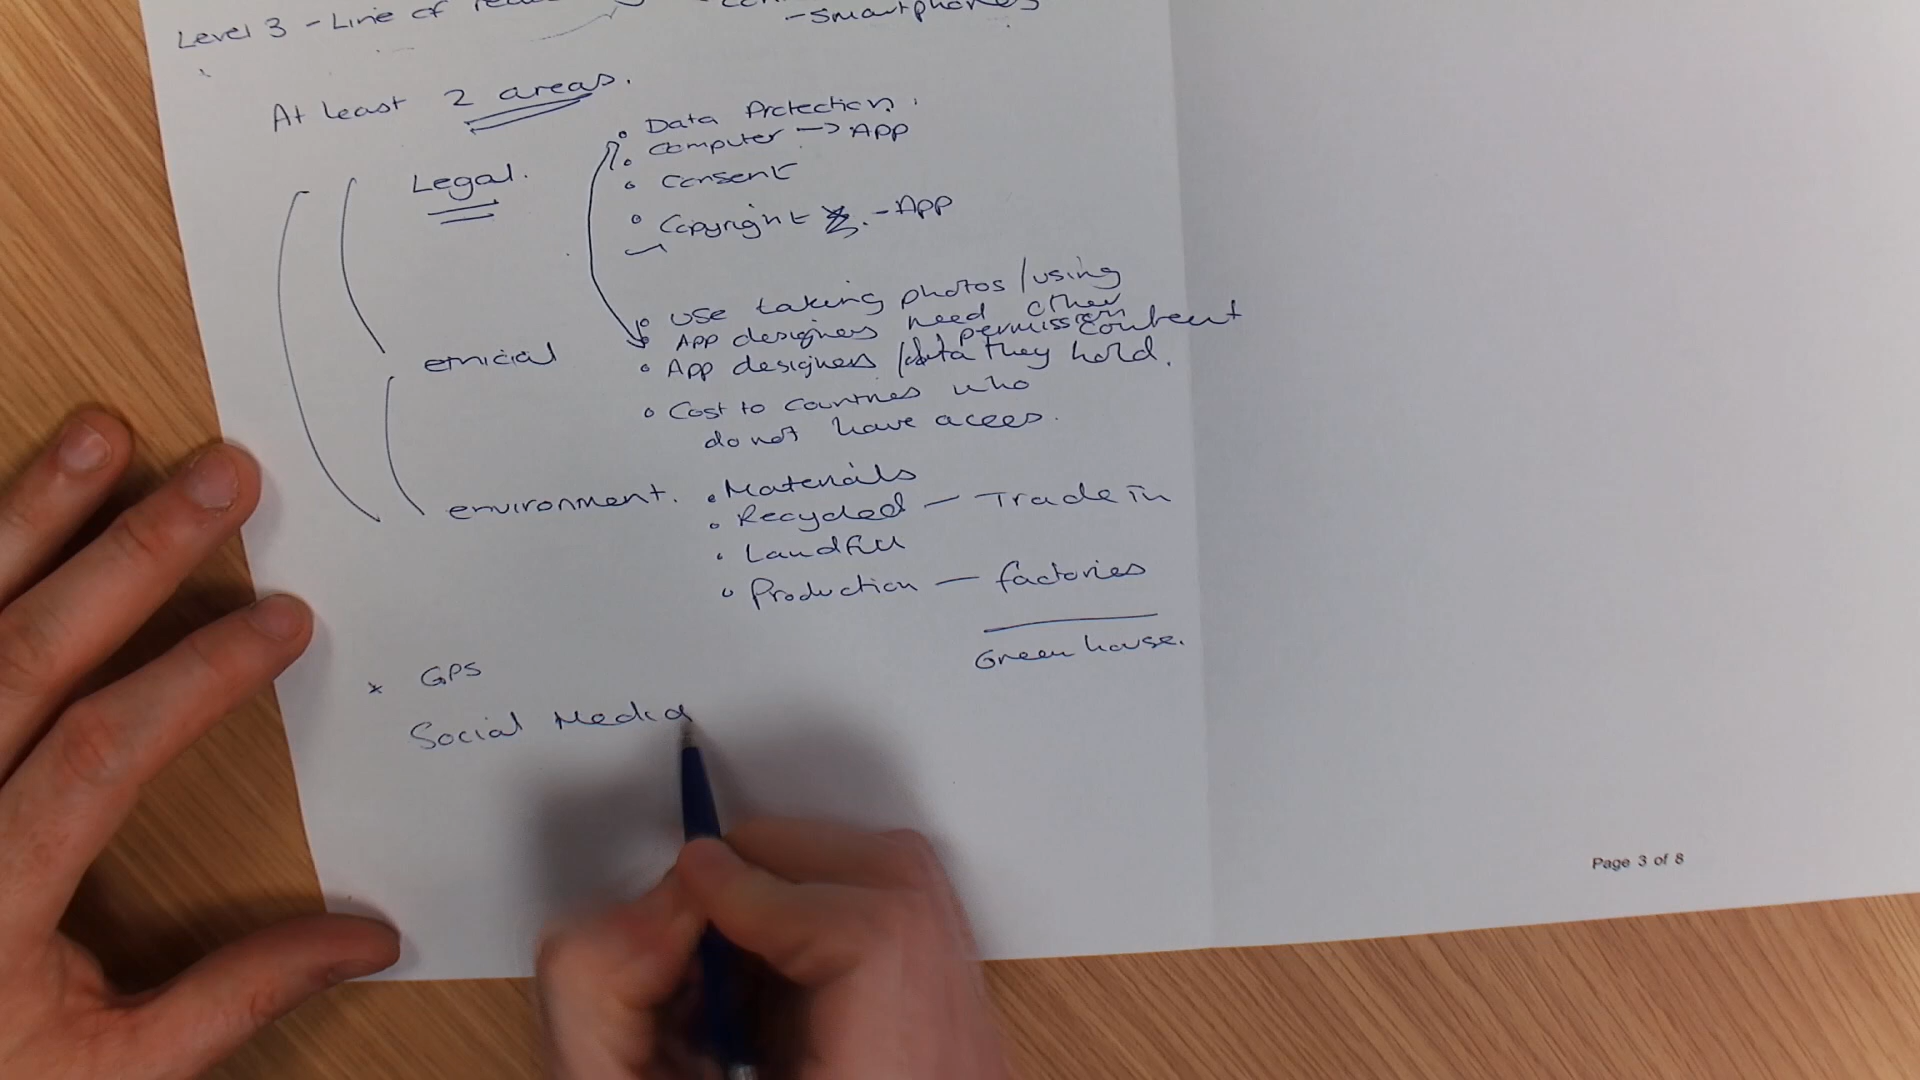 Level 3 - Line of
- Smartphones
At least 2 areas.
Legal.
• Data Protection.
• Computer -> App
• Consent
• Copyright - App
ethicial
• Use taking photos / using other content
• App designers need permission
• App designers / data they hold.
• Cost to countries who
do not have acees.
environment.
• Materials
• Recycled - Trade in
• Landfill
• Production - factories
Green house.
* GPS
Social Media
Page 3 of 8